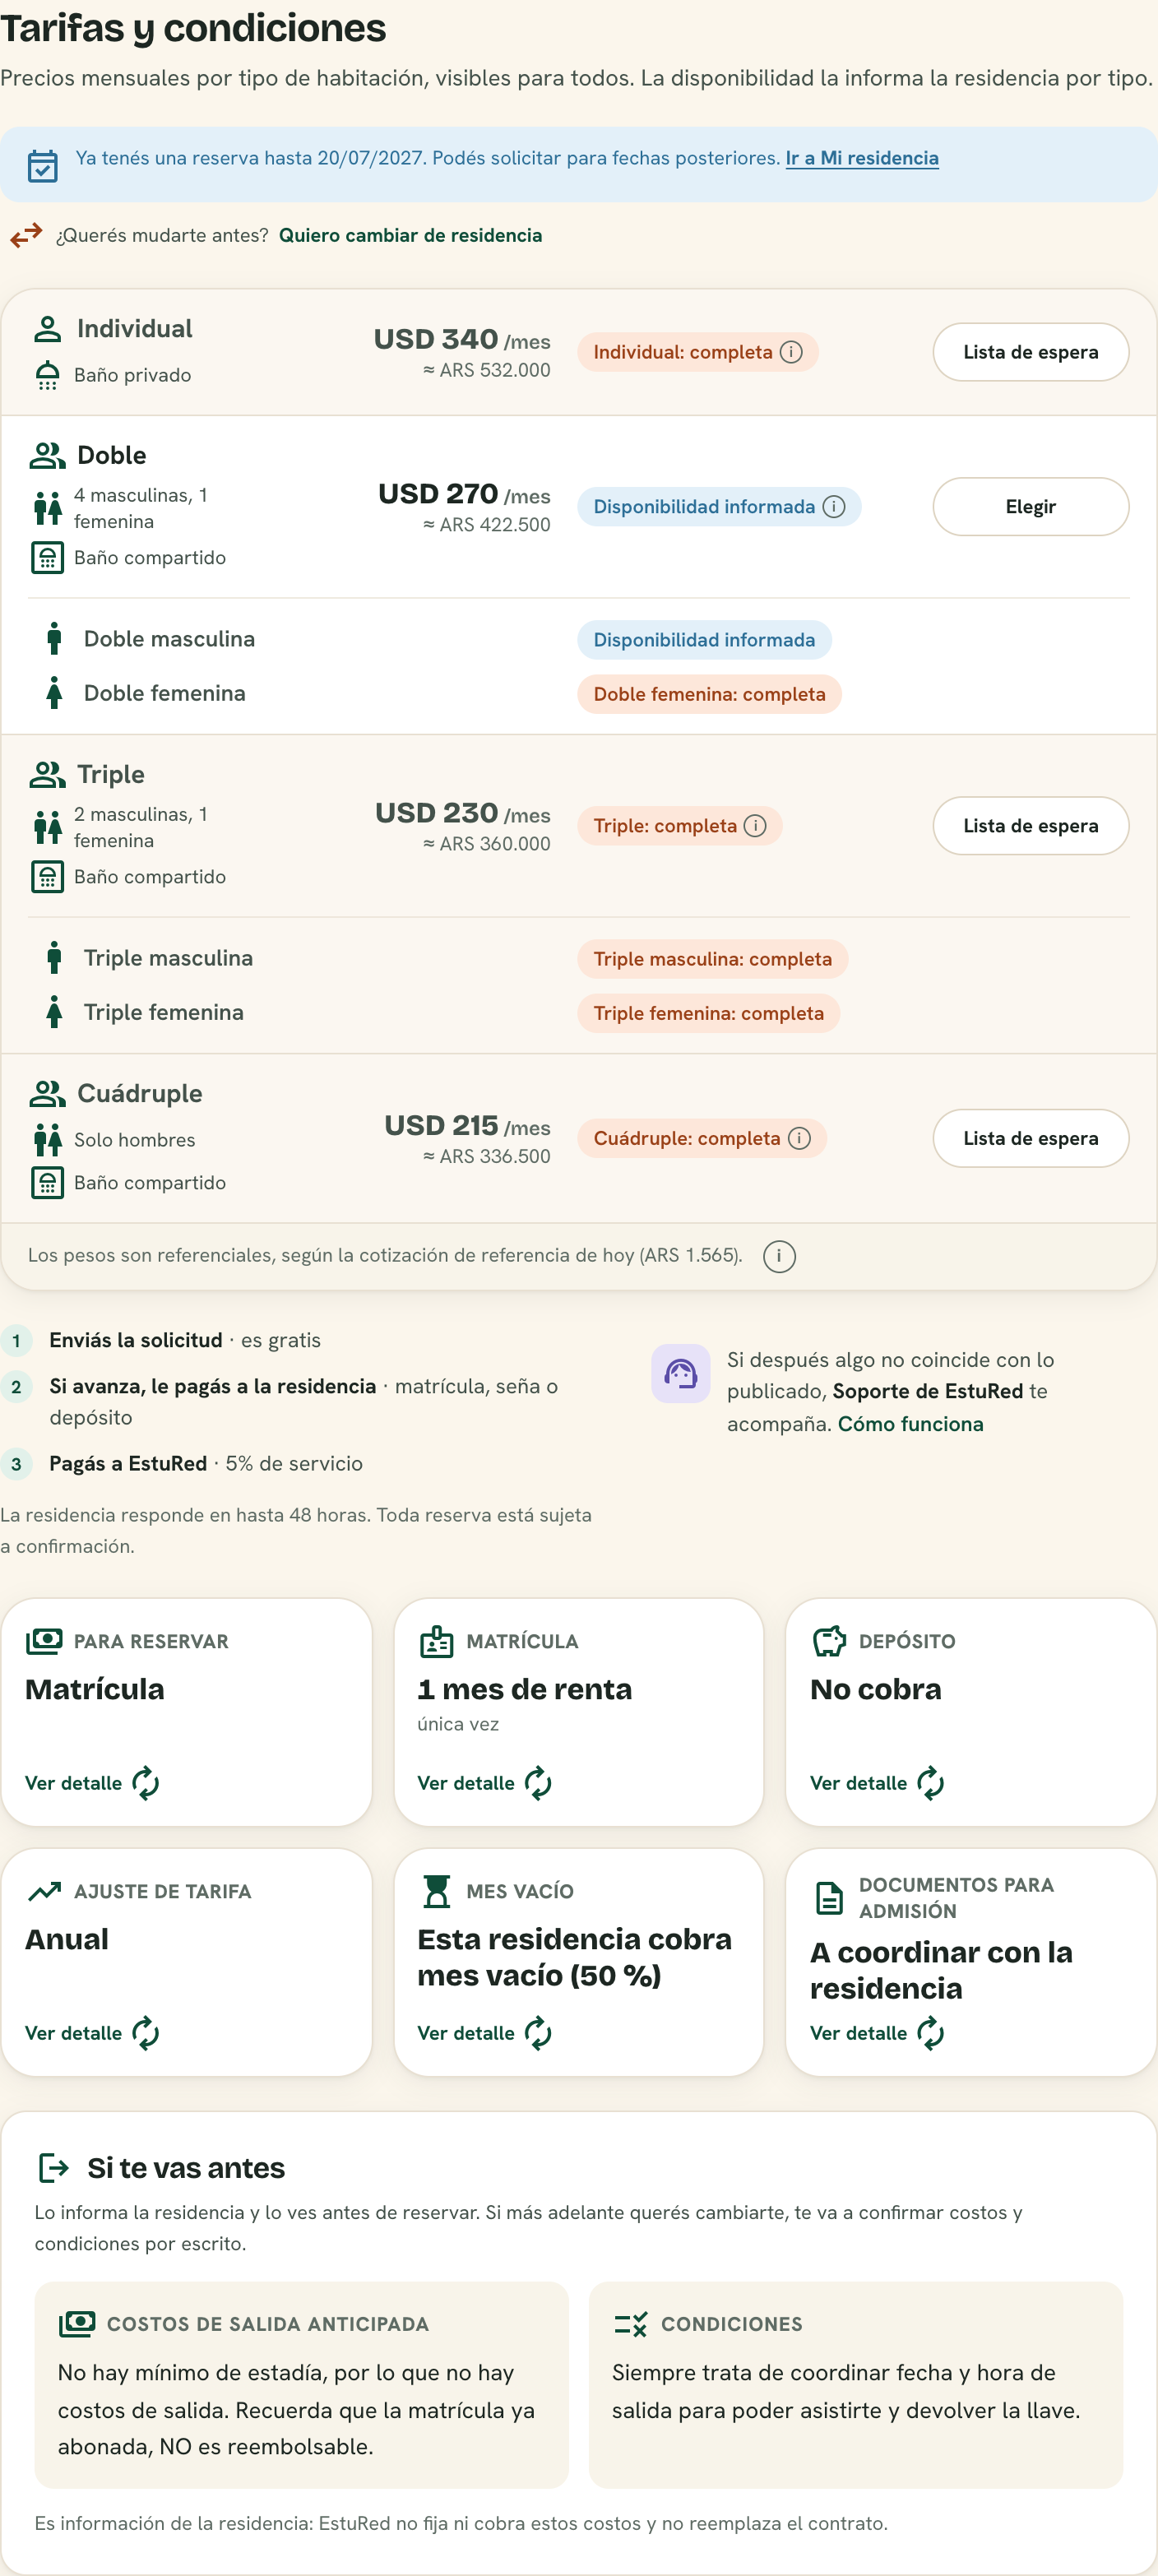 Tarifas y condiciones
Precios mensuales por tipo de habitación, visibles para todos. La disponibilidad la informa la residencia por tipo.
Ya tenés una reserva hasta 20/07/2027. Podés solicitar para fechas posteriores. Ir a Mi residencia
¿Querés mudarte antes? Quiero cambiar de residencia
Individual
Baño privado
USD 340 /mes
≈ ARS 532.000
Individual: completa
Lista de espera
Doble
4 masculinas, 1
femenina
Baño compartido
USD 270 /mes
≈ ARS 422.500
Disponibilidad informada
Elegir
Doble masculina
Disponibilidad informada
Doble femenina
Doble femenina: completa
Triple
2 masculinas, 1
femenina
Baño compartido
USD 230 /mes
≈ ARS 360.000
Triple: completa
Lista de espera
Triple masculina
Triple masculina: completa
Triple femenina
Triple femenina: completa
Cuádruple
Solo hombres
Baño compartido
USD 215 /mes
≈ ARS 336.500
Cuádruple: completa
Lista de espera
Los pesos son referenciales, según la cotización de referencia de hoy (ARS 1.565).
1 Enviás la solicitud · es gratis
2 Si avanza, le pagás a la residencia · matrícula, seña o
depósito
3 Pagás a EstuRed · 5% de servicio
La residencia responde en hasta 48 horas. Toda reserva está sujeta
a confirmación.
Si después algo no coincide con lo
publicado, Soporte de EstuRed te
acompaña. Cómo funciona
PARA RESERVAR
Matrícula
Ver detalle
MATRÍCULA
1 mes de renta
única vez
Ver detalle
DEPÓSITO
No cobra
Ver detalle
AJUSTE DE TARIFA
Anual
Ver detalle
MES VACÍO
Esta residencia cobra
mes vacío (50 %)
Ver detalle
DOCUMENTOS PARA
ADMISIÓN
A coordinar con la
residencia
Ver detalle
Si te vas antes
Lo informa la residencia y lo ves antes de reservar. Si más adelante querés cambiarte, te va a confirmar costos y
condiciones por escrito.
COSTOS DE SALIDA ANTICIPADA
No hay mínimo de estadía, por lo que no hay
costos de salida. Recuerda que la matrícula ya
abonada, NO es reembolsable.
CONDICIONES
Siempre trata de coordinar fecha y hora de
salida para poder asistirte y devolver la llave.
Es información de la residencia: EstuRed no fija ni cobra estos costos y no reemplaza el contrato.